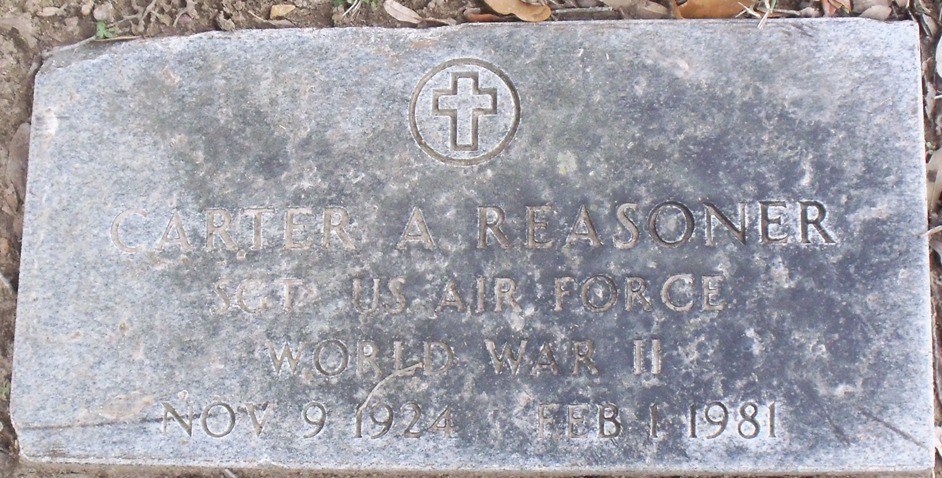 CARTER A REASONER
SGT US AIR FORCE
WORLD WAR II
NOV 9 1924 FEB 1 1981